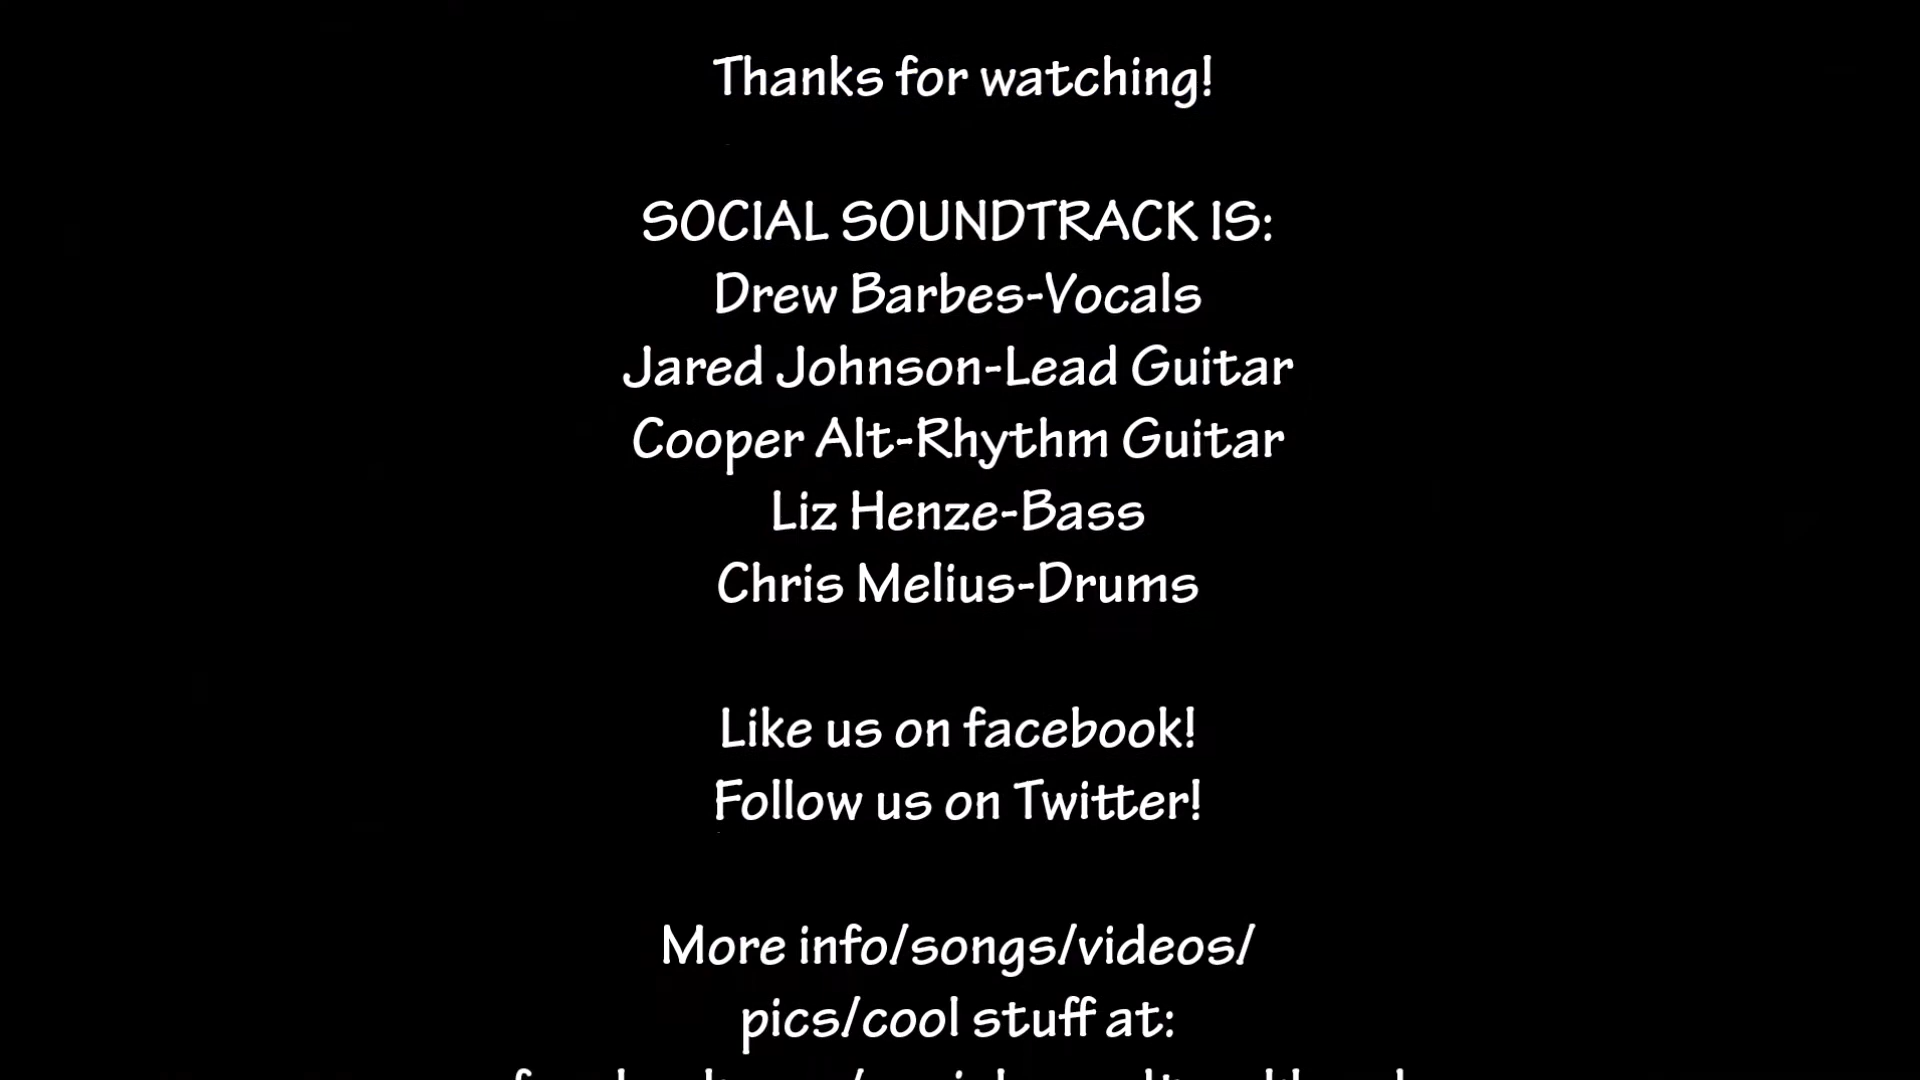 Thanks for watching!
SOCIAL SOUNDTRACK IS:
Drew Barbes-Vocals
Jared Johnson-Lead Guitar
Cooper Alt-Rhythm Guitar
Liz Henze-Bass
Chris Melius-Drums
Like us on facebook!
Follow us on Twitter!
More info/songs/videos/
pics/cool stuff at: